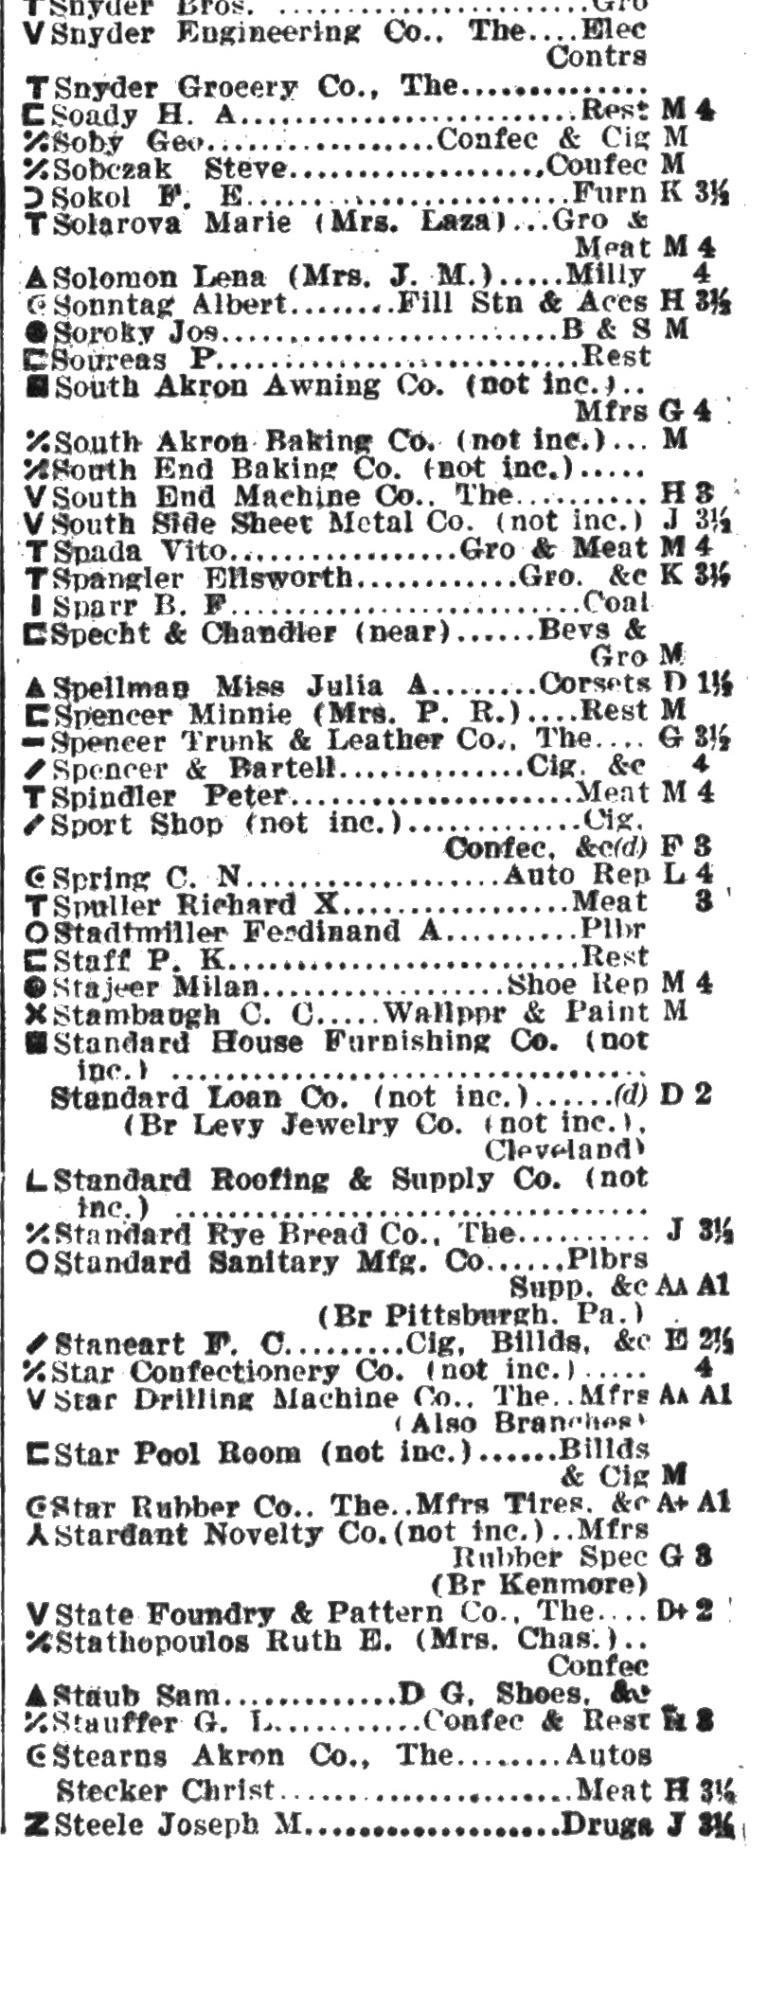 T Snyder Bros. ........................Gro
V Snyder Engineering Co., The....Elec
Contrs
T Snyder Grocery Co., The..............
Soady H. A........................Rest M 4
Soby Geo.................Confec & Cig M
Sobczak Steve...................Confec M
Sokol F. E........................Furn K 3½
T Solarova Marie (Mrs. Laza)...Gro &
Meat M 4
▲ Solomon Lena (Mrs. J. M.).....Milly 4
Sonntag Albert........Fill Stn & Accs H 3½
● Soroky Jos........................B & S M
Soureas P..........................Rest
■ South Akron Awning Co. (not inc.)..
Mfrs G 4
South Akron Baking Co. (not inc.)... M
South End Baking Co. (not inc.).....
V South End Machine Co., The.......... H 3
V South Side Sheet Metal Co. (not inc.) J 3½
T Spada Vito.................Gro & Meat M 4
T Spangler Ellsworth............Gro. &c K 3½
I Sparr B. F.........................Coal
Specht & Chandler (near)......Bevs &
Gro M
▲ Spellman Miss Julia A........Corsets D 1½
Spencer Minnie (Mrs. P. R.)....Rest M
Spencer Trunk & Leather Co., The.... G 3½
Spencer & Bartell..............Cig, &c 4
T Spindler Peter.....................Meat M 4
Sport Shop (not inc.).............Cig,
Confec, &c(d) F 3
Spring C. N...................Auto Rep L 4
T Spuller Richard X.................Meat 3
O Stadtmiller Ferdinand A..........Plbr
Staff P. K..........................Rest
● Stajcer Milan..................Shoe Rep M 4
Stambaugh C. C.....Wallppr & Paint M
■ Standard House Furnishing Co. (not
inc.) ..................................
Standard Loan Co. (not inc.)......(d) D 2
(Br Levy Jewelry Co. (not inc.),
Cleveland)
L Standard Roofing & Supply Co. (not
inc.) ..................................
Standard Rye Bread Co., The.......... J 3½
O Standard Sanitary Mfg. Co......Plbrs
Supp. &c AA A1
(Br Pittsburgh, Pa.)
Staneart F. C.........Cig, Billds, &c E 2½
Star Confectionery Co. (not inc.)..... 4
V Star Drilling Machine Co., The..Mfrs AA A1
(Also Branches)
Star Pool Room (not inc.)......Billds
& Cig M
Star Rubber Co., The..Mfrs Tires, &c A+ A1
Stardant Novelty Co.(not inc.)..Mfrs
Rubber Spec G 3
(Br Kenmore)
V State Foundry & Pattern Co., The.... D+ 2
Stathopoulos Ruth E. (Mrs. Chas.)..
Confec
▲ Staub Sam.............D G, Shoes, &c
Stauffer G. L...........Confec & Rest 3
Stearns Akron Co., The........Autos
Stecker Christ.....................Meat H 3½
Z Steele Joseph M...................Drugs J 3½